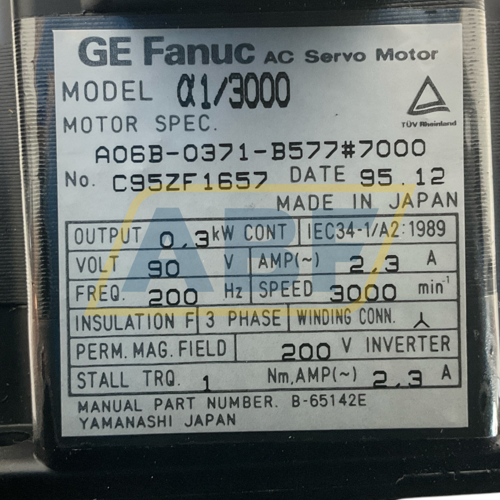 GE Fanuc AC Servo Motor
MODEL α1/3000
TÜV Rheinland
MOTOR SPEC.
A06B-0371-B577#7000
No. C95ZF1657 DATE 95.12
MADE IN JAPAN
OUTPUT 0.3 kW CONT IEC34-1/A2:1989
VOLT 90 V AMP(~) 2.3 A
FREQ. 200 Hz SPEED 3000 min⁻¹
INSULATION F 3 PHASE WINDING CONN. 人
PERM. MAG. FIELD 200 V INVERTER
STALL TRQ. 1 Nm, AMP(~) 2.3 A
MANUAL PART NUMBER. B-65142E
YAMANASHI JAPAN
ABF